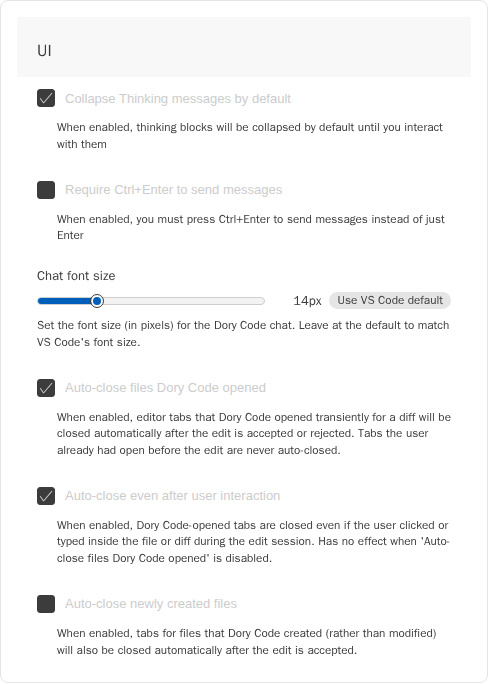 UI
Collapse Thinking messages by default
When enabled, thinking blocks will be collapsed by default until you interact
with them
Require Ctrl+Enter to send messages
When enabled, you must press Ctrl+Enter to send messages instead of just
Enter
Chat font size
14px Use VS Code default
Set the font size (in pixels) for the Dory Code chat. Leave at the default to match
VS Code's font size.
Auto-close files Dory Code opened
When enabled, editor tabs that Dory Code opened transiently for a diff will be
closed automatically after the edit is accepted or rejected. Tabs the user
already had open before the edit are never auto-closed.
Auto-close even after user interaction
When enabled, Dory Code-opened tabs are closed even if the user clicked or
typed inside the file or diff during the edit session. Has no effect when 'Auto-
close files Dory Code opened' is disabled.
Auto-close newly created files
When enabled, tabs for files that Dory Code created (rather than modified)
will also be closed automatically after the edit is accepted.